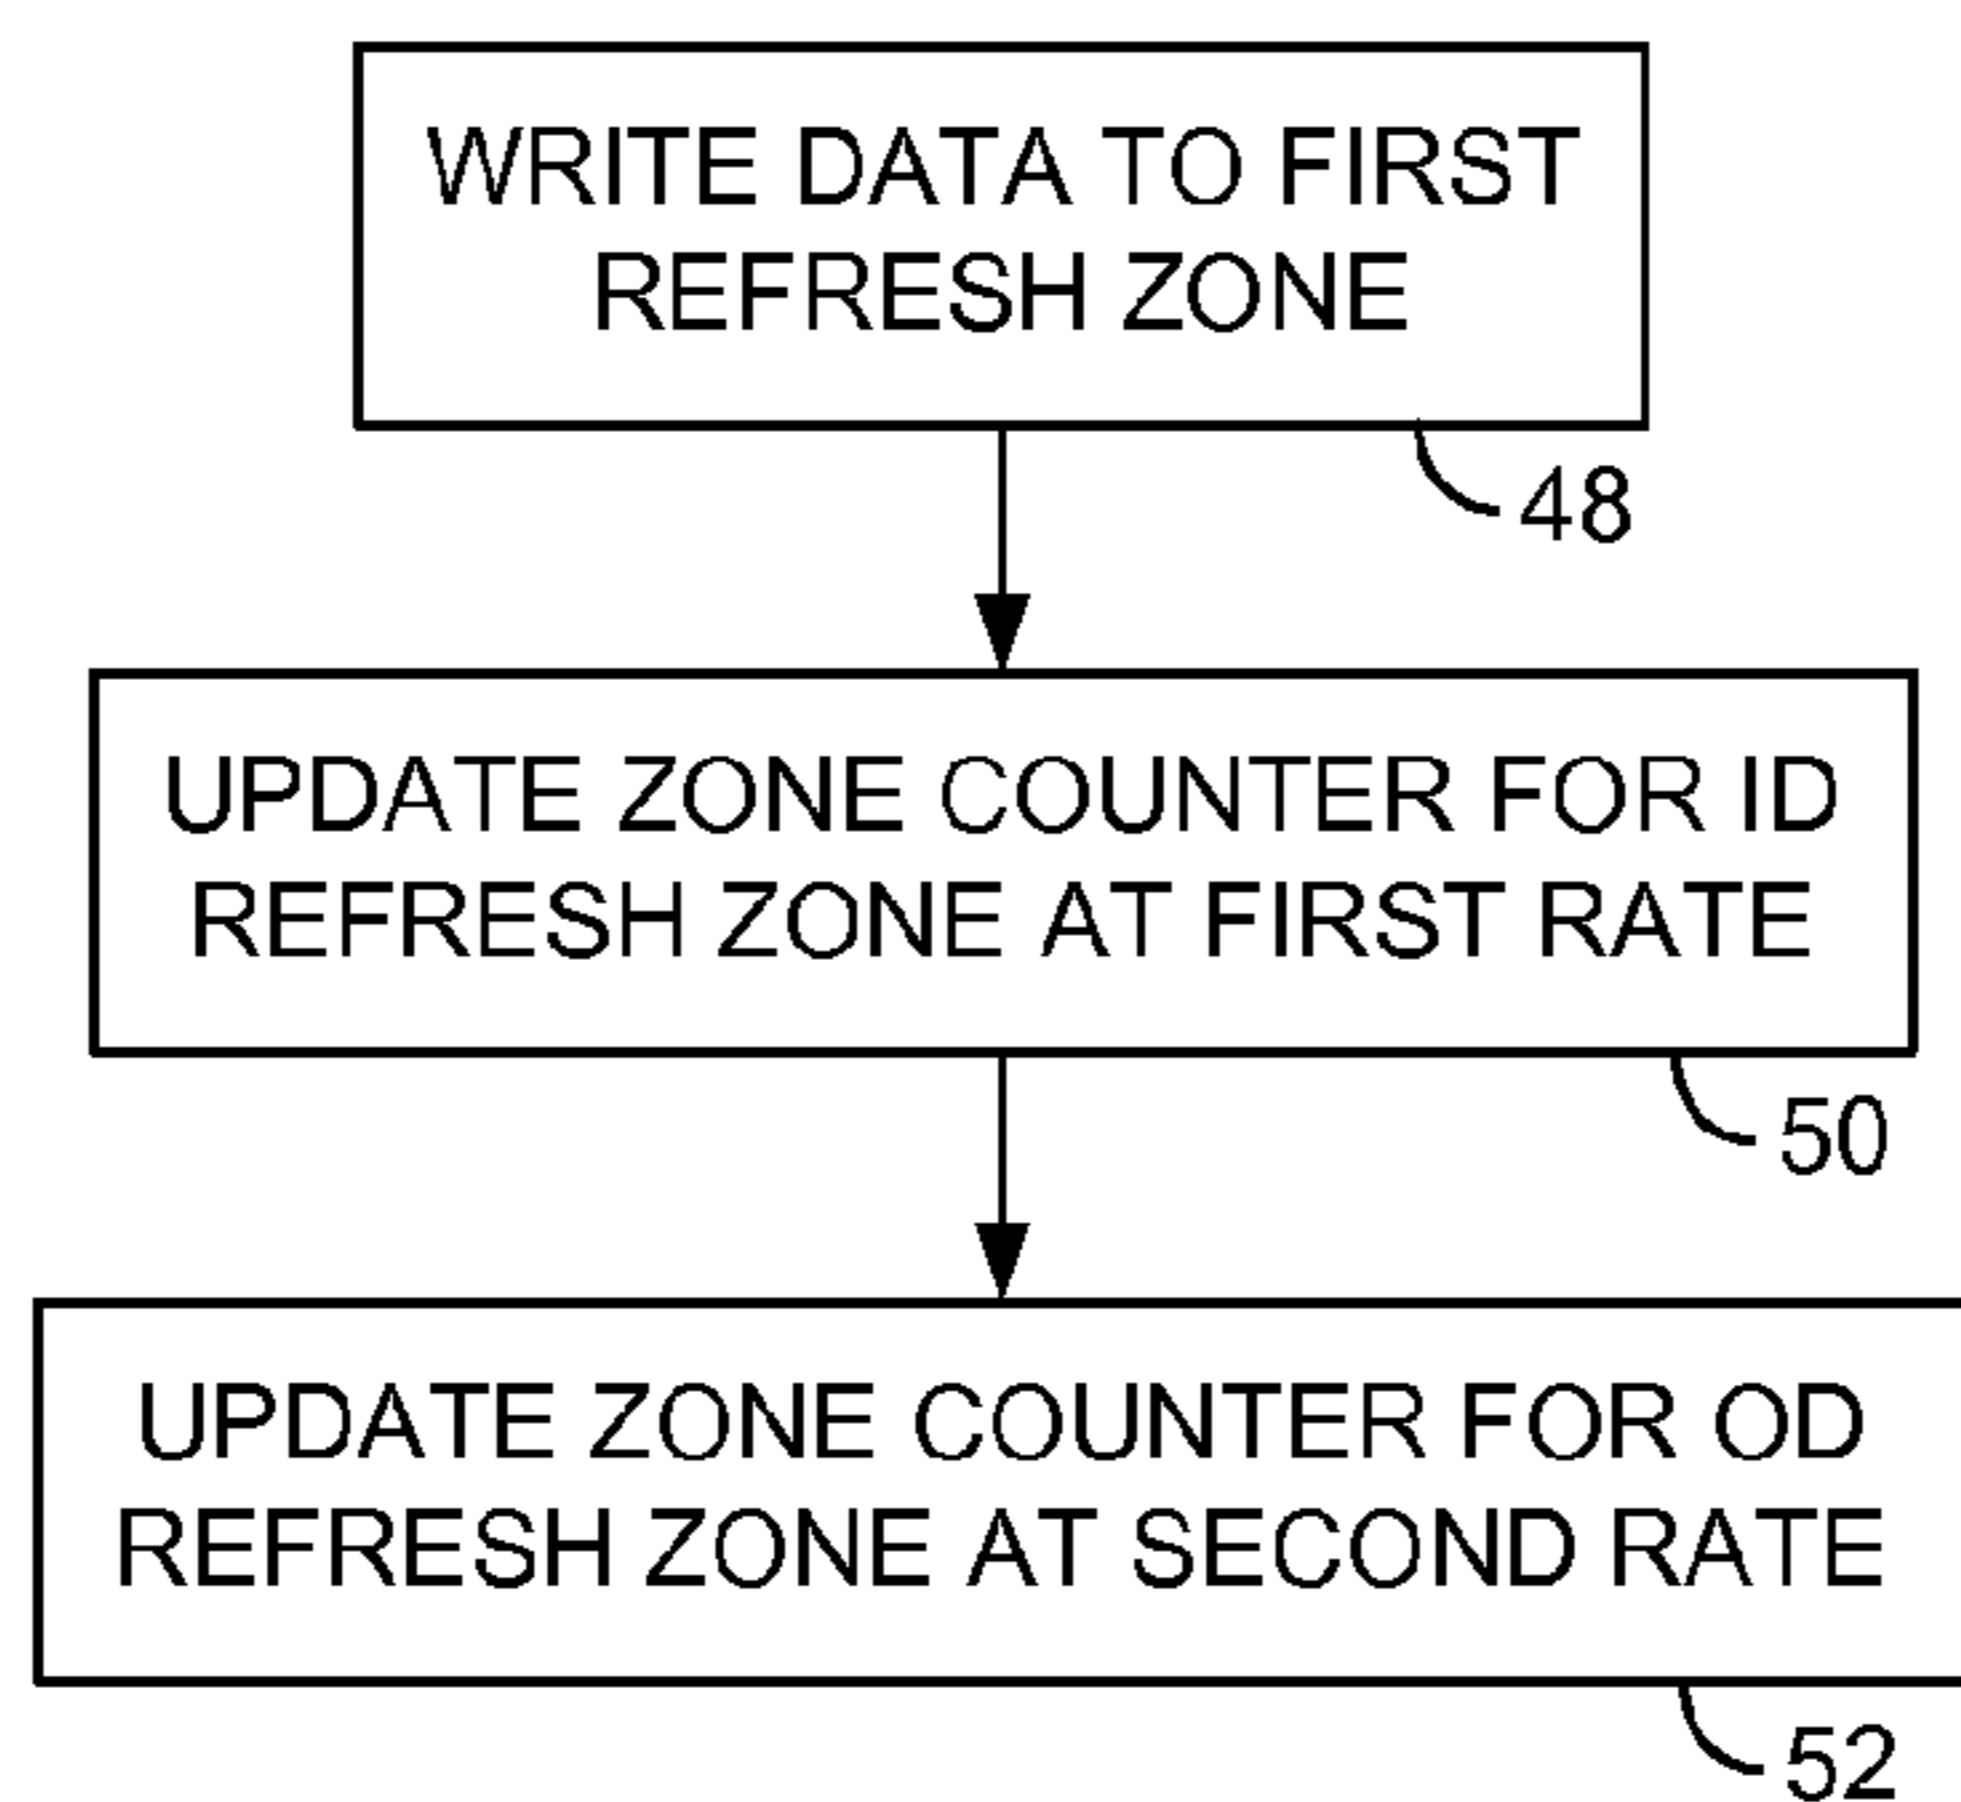 WRITE DATA TO FIRST
REFRESH ZONE
48
UPDATE ZONE COUNTER FOR ID
REFRESH ZONE AT FIRST RATE
50
UPDATE ZONE COUNTER FOR OD
REFRESH ZONE AT SECOND RATE
52